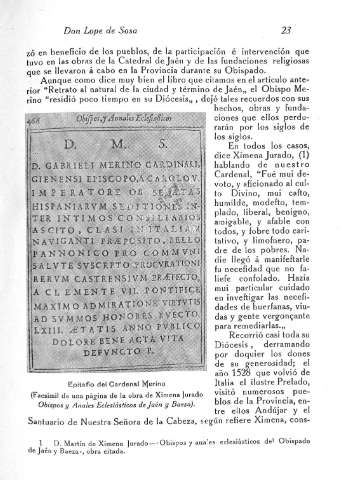 Don Lope de Sosa
23
zó en beneficio de los pueblos, de la participación é intervención que
tuvo en las obras de la Catedral de Jaén y de las fundaciones religiosas
que se llevaron á cabo en la Provincia durante su Obispado.
Aunque como dice muy bien el libro que citamos en el artículo ante-
rior "Retrato al natural de la ciudad y término de Jaén„ el Obispo Me-
rino "residió poco tiempo en su Diócesis„ , dejó tales recuerdos con sus
hechos, obras y funda-
ciones que ellos perdu-
rarán por los siglos de
los siglos.
En todos los casos,
dice Ximena Jurado, (1)
hablando de nuestro
Cardenal, "Fué mui de-
voto, y aficionado al cul-
to Divino, mui casto,
humilde, modesto, tem-
plado, liberal, benigno,
amigable, y afable con
todos, y sobre todo cari-
tativo, y limosnero, pa-
dre de los pobres. Na-
die llegó á manifestarle
su necesidad que no sa-
liese consolado. Hazia
mui particular cuidado
en investigar las necesi-
dades de huerfanas, viu-
das y gente vergonçante
para remediarlas.„
Recorrió casi toda su
Diócesis, derramando
por doquier los dones
de su generosidad; el
año 1528 que volvió de
Italia el ilustre Prelado,
visitó numerosos pue-
blos de la Provincia, en-
tre ellos Andújar y el
468 Obispos, y Annales Eclesiasticos
D. M. S.
D. GABRIELI MERINO CARDINALI,
GIENENSI EPISCOPO, A CAROLO V.
IMPERATORE OB SEDATAS
HISPANIARVM SEDITIONES IN-
TER INTIMOS CONSILIARIOS
ASCITO, CLASI IN ITALIAM
NAVIGANTI PRÆPOSITO, BELLO
PANNONICO PRO COMMVNI
SALVTE SVSCEPTO PROCVRATIONI
RERVM CASTRENSIVM PRÆFECTO,
A CLEMENTE VII. PONTIFICE
MAXIMO ADMIRATIONE VIRTVTIS
AD SVMMOS HONORES EVECTO.
LXIII. ÆTATIS ANNO PVBLICO
DOLORE BENE ACTA VITA
DEFVNCTO P.
Epitafio del Cardenal Merino
(Facsímil de una página de la obra de Ximena Jurado
Obispos y Anales Eclesiásticos de Jaén y Baeza).
Santuario de Nuestra Señora de la Cabeza, según refiere Ximena, cons-
1 D. Martín de Ximena Jurado—«Obispos y anales eclesiásticos del Obispado
de Jaén y Baeza», obra citada.